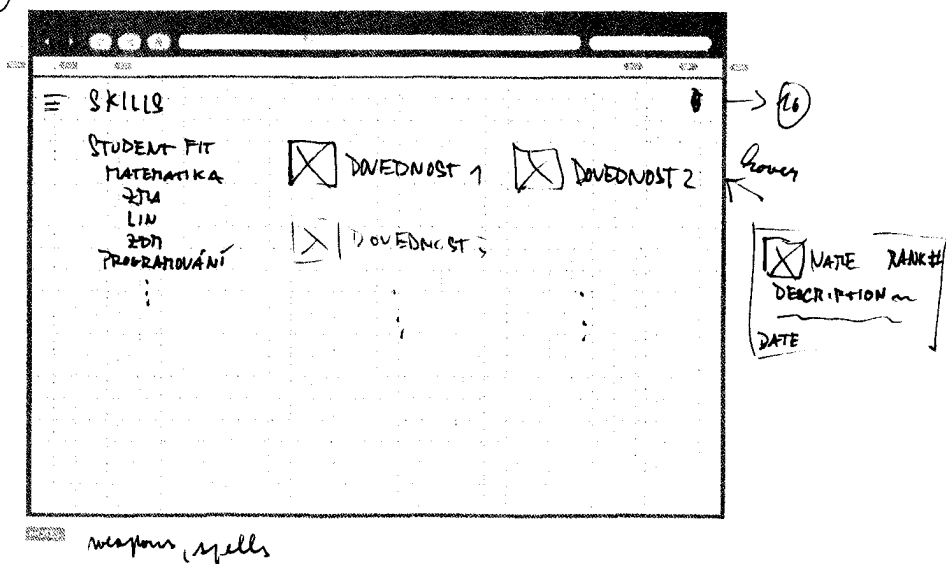 SKILLS
16
STUDENT FIT
MATEMATIKA
ZMA
LIN
ZDM
PROGRAMOVÁNÍ
DOVEDNOST 1
DOVEDNOST 2
DOVEDNOST 3
hover
NAME RANK#
DESCRIPTION
DATE
weapons, spells